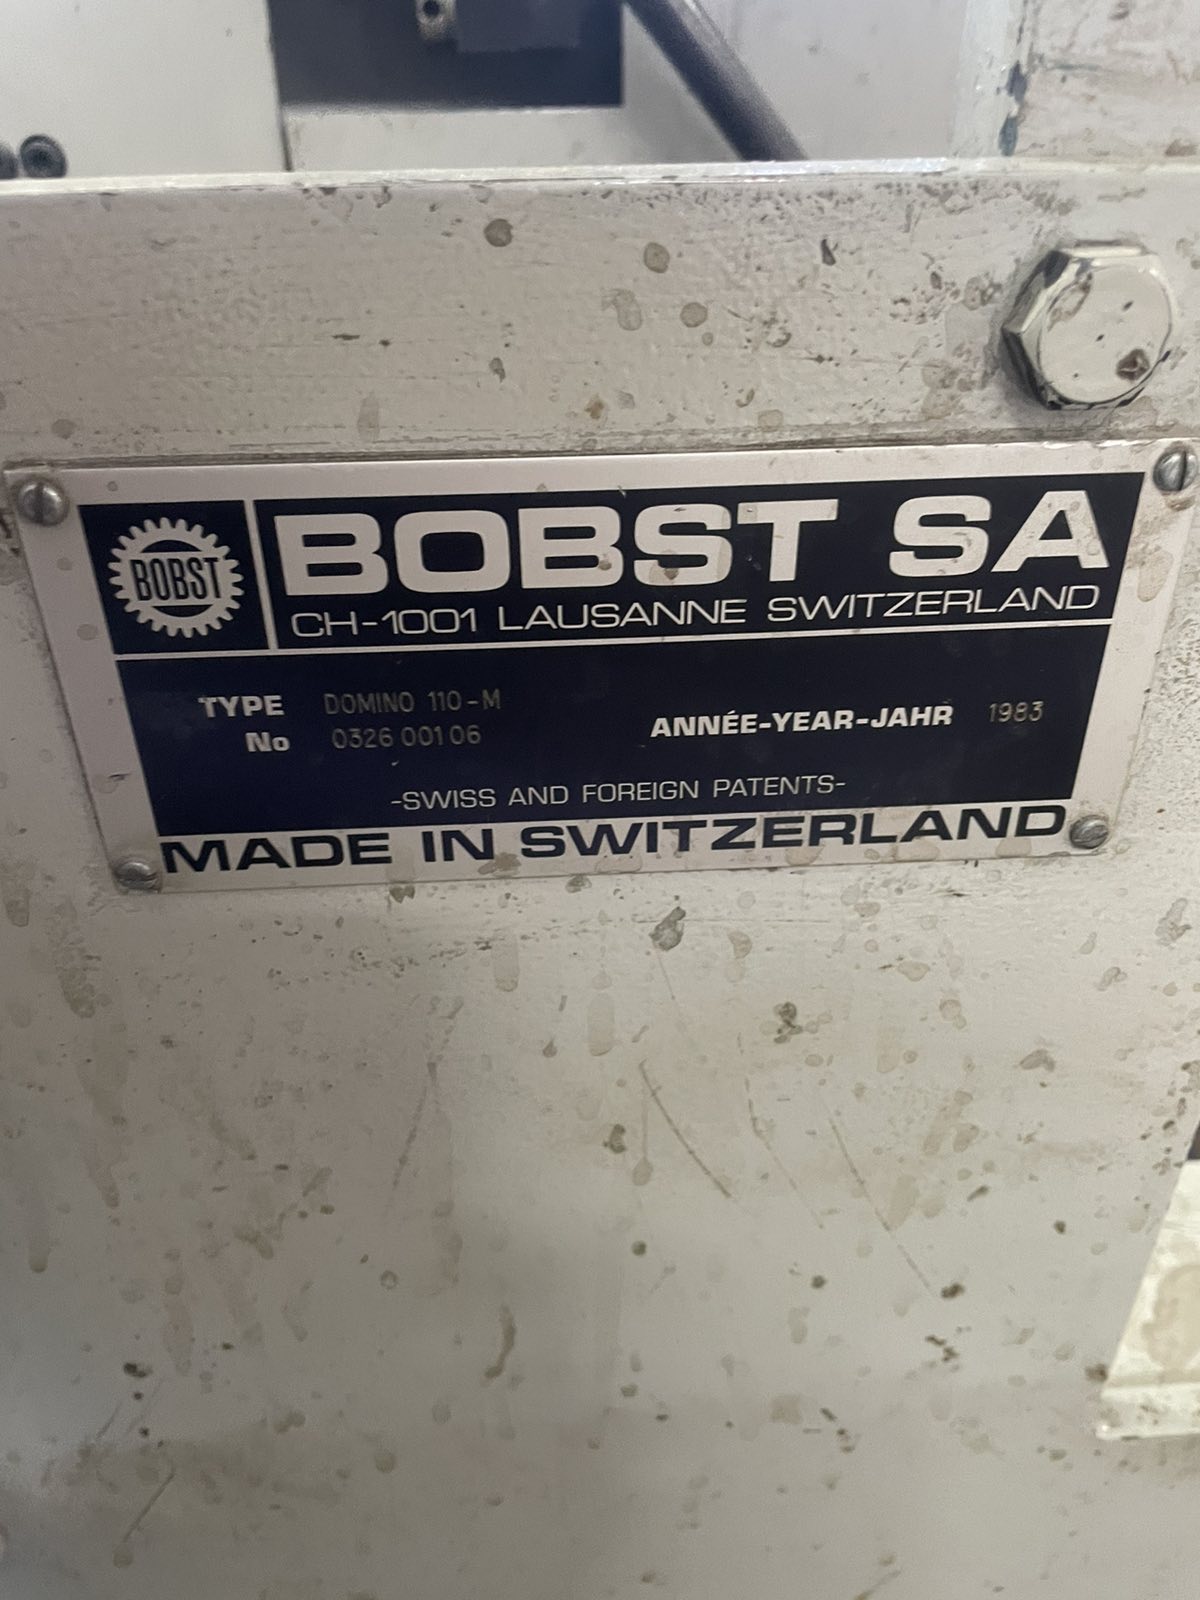 BOBST
BOBST SA
CH-1001 LAUSANNE SWITZERLAND
TYPE DOMINO 110-M
No 0326 001 06
ANNÉE-YEAR-JAHR 1983
-SWISS AND FOREIGN PATENTS-
MADE IN SWITZERLAND